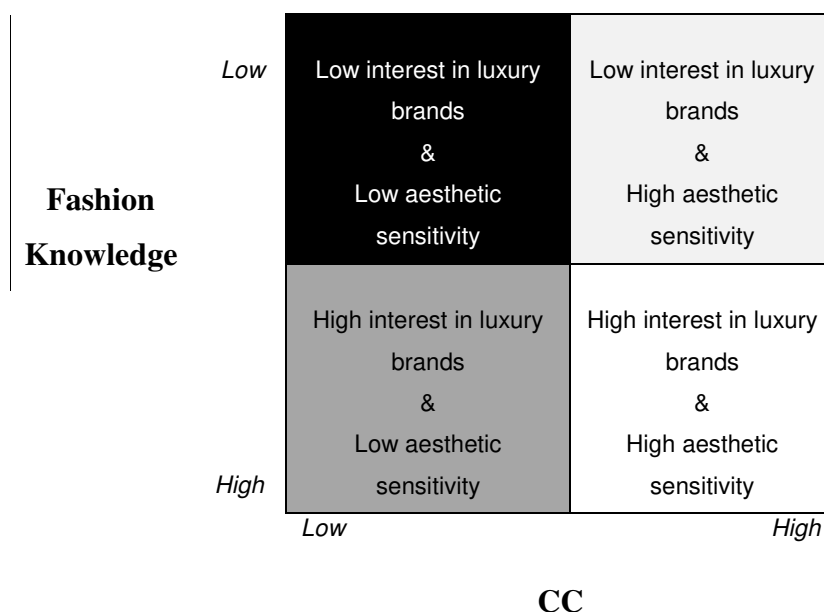 Low
Low interest in luxury
brands
&
Low aesthetic
sensitivity
Low interest in luxury
brands
&
High aesthetic
sensitivity
Fashion
Knowledge
High interest in luxury
brands
&
Low aesthetic
sensitivity
High interest in luxury
brands
&
High aesthetic
sensitivity
High
Low
High
CC